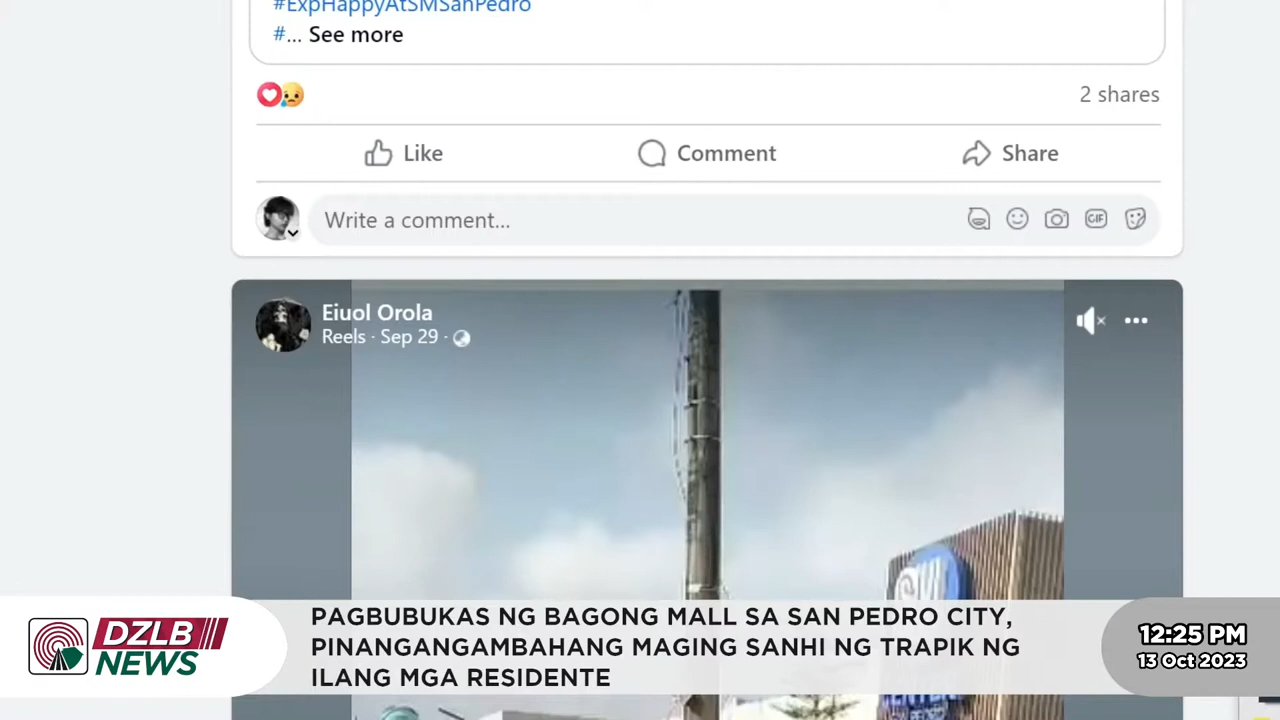 #ExpHappyAtSMSanPedro
#... See more
2 shares
Like
Comment
Share
Write a comment...
GIF
Eiuol Orola
Reels · Sep 29 ·
SM
DZLB
NEWS
PAGBUBUKAS NG BAGONG MALL SA SAN PEDRO CITY,
PINANGANGAMBAHANG MAGING SANHI NG TRAPIK NG
ILANG MGA RESIDENTE
12:25 PM
13 Oct 2023